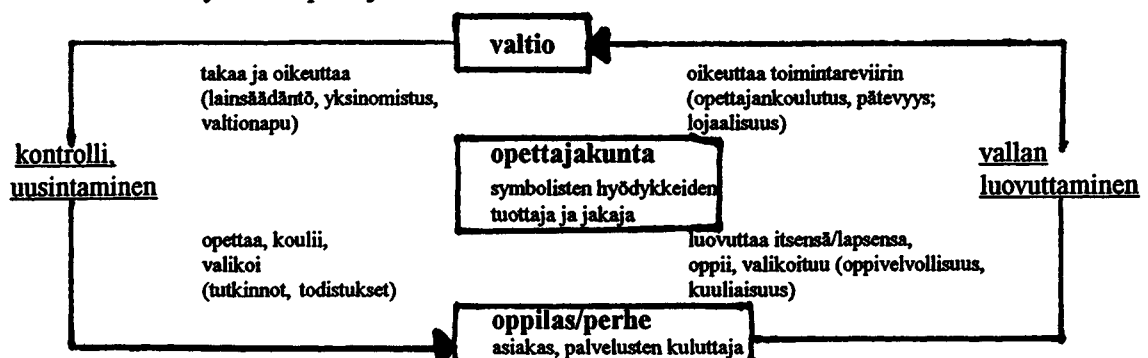 valtio
takaa ja oikeuttaa
(lainsäädäntö, yksinomistus,
valtionapu)
oikeuttaa toimintareviirin
(opettajankoulutus, pätevyys;
lojaalisuus)
kontrolli,
uusintaminen
opettajakunta
symbolisten hyödykkeiden
tuottaja ja jakaja
vallan
luovuttaminen
opettaa, koulii,
valikoi
(tutkinnot, todistukset)
luovuttaa itsensä/lapsensa,
oppii, valikoituu (oppivelvollisuus,
kuuliaisuus)
oppilas/perhe
asiakas, palvelusten kuluttaja